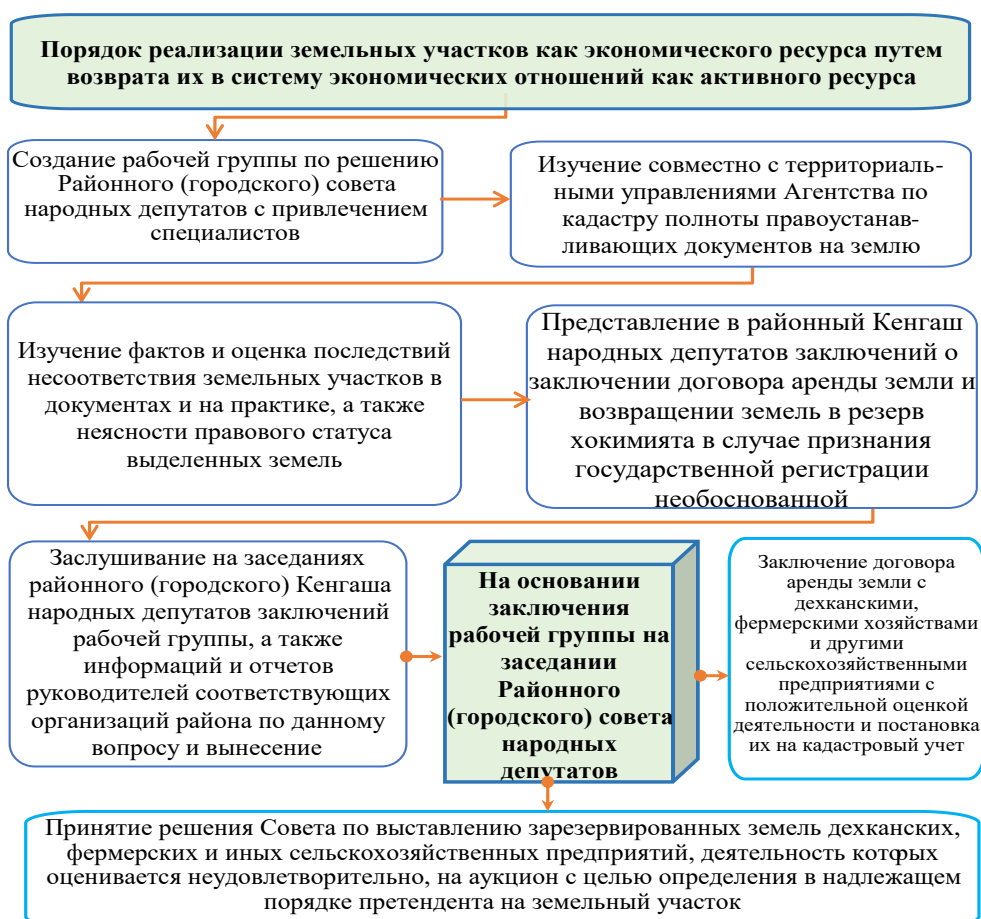 Порядок реализации земельных участков как экономического ресурса путем
возврата их в систему экономических отношений как активного ресурса
Создание рабочей группы по решению
Районного (городского) совета
народных депутатов с привлечением
специалистов
Изучение совместно с территориаль-
ными управлениями Агентства по
кадастру полноты правоустанав-
ливающих документов на землю
Изучение фактов и оценка последствий
несоответствия земельных участков в
документах и на практике, а также
неясности правового статуса
выделенных земель
Представление в районный Кенгаш
народных депутатов заключений о
заключении договора аренды земли и
возвращении земель в резерв
хокимията в случае признания
государственной регистрации
необоснованной
Заслушивание на заседаниях
районного (городского) Кенгаша
народных депутатов заключений
рабочей группы, а также
информаций и отчетов
руководителей соответствующих
организаций района по данному
вопросу и вынесение
На основании
заключения
рабочей группы на
заседании
Районного
(городского) совета
народных
депутатов
Заключение договора
аренды земли с
дехканскими,
фермерскими хозяйствами
и другими
сельскохозяйственными
предприятиями с
положительной оценкой
деятельности и постановка
их на кадастровый учет
Принятие решения Совета по выставлению зарезервированных земель дехканских,
фермерских и иных сельскохозяйственных предприятий, деятельность которых
оценивается неудовлетворительно, на аукцион с целью определения в надлежащем
порядке претендента на земельный участок